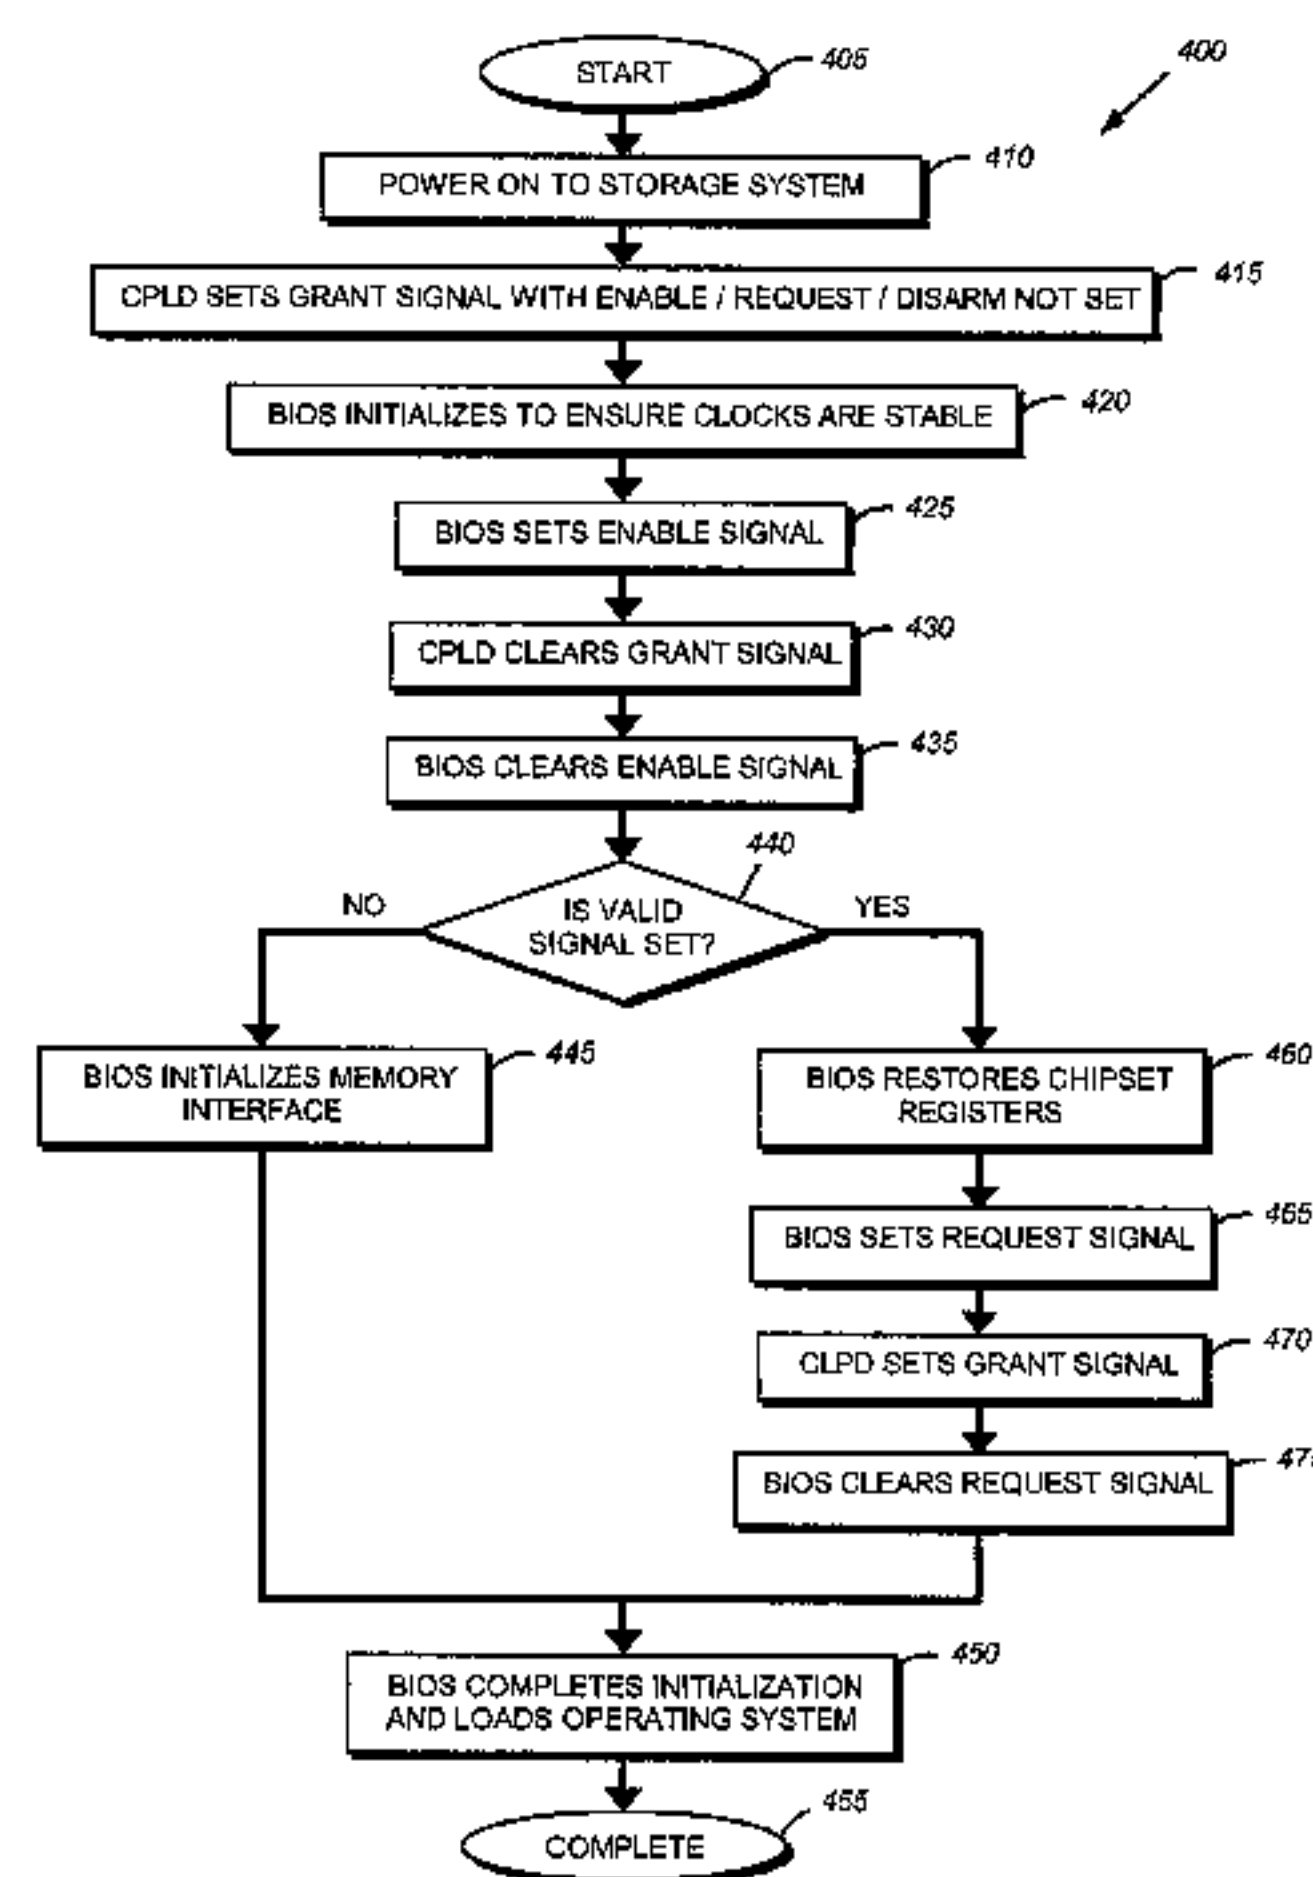 START
405
400
POWER ON TO STORAGE SYSTEM
410
CPLD SETS GRANT SIGNAL WITH ENABLE / REQUEST / DISARM NOT SET
415
BIOS INITIALIZES TO ENSURE CLOCKS ARE STABLE
420
BIOS SETS ENABLE SIGNAL
425
CPLD CLEARS GRANT SIGNAL
430
BIOS CLEARS ENABLE SIGNAL
435
440
NO
IS VALID
SIGNAL SET?
YES
BIOS INITIALIZES MEMORY
INTERFACE
445
BIOS RESTORES CHIPSET
REGISTERS
460
BIOS SETS REQUEST SIGNAL
465
CLPD SETS GRANT SIGNAL
470
BIOS CLEARS REQUEST SIGNAL
BIOS COMPLETES INITIALIZATION
AND LOADS OPERATING SYSTEM
450
COMPLETE
455